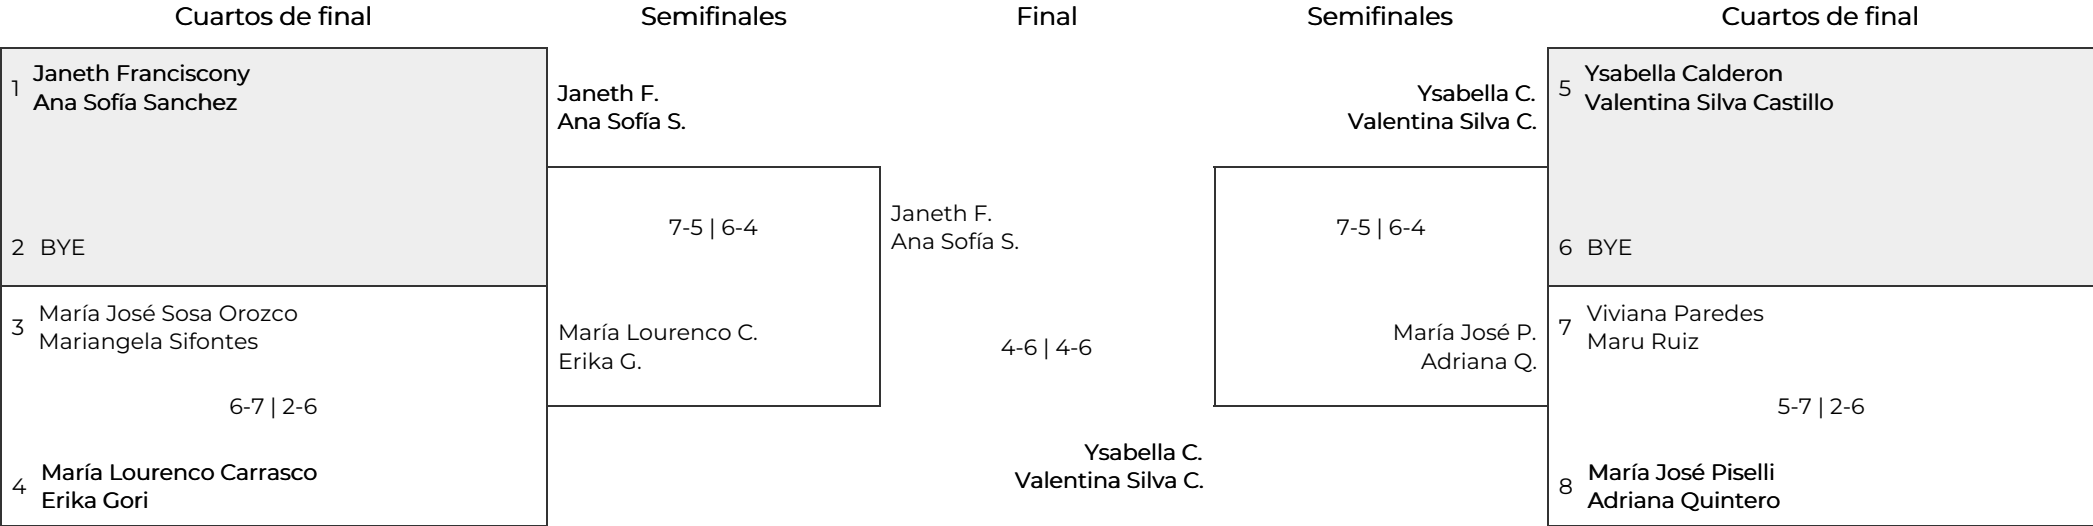 Cuartos de final
Semifinales
Final
Semifinales
Cuartos de final
1
Janeth Franciscony
Ana Sofía Sanchez
2 BYE
3
María José Sosa Orozco
Mariangela Sifontes
6-7 | 2-6
4
María Lourenco Carrasco
Erika Gori
Janeth F.
Ana Sofía S.
7-5 | 6-4
María Lourenco C.
Erika G.
Janeth F.
Ana Sofía S.
4-6 | 4-6
Ysabella C.
Valentina Silva C.
Ysabella C.
Valentina Silva C.
7-5 | 6-4
María José P.
Adriana Q.
5
Ysabella Calderon
Valentina Silva Castillo
6 BYE
7
Viviana Paredes
Maru Ruiz
5-7 | 2-6
8
María José Piselli
Adriana Quintero